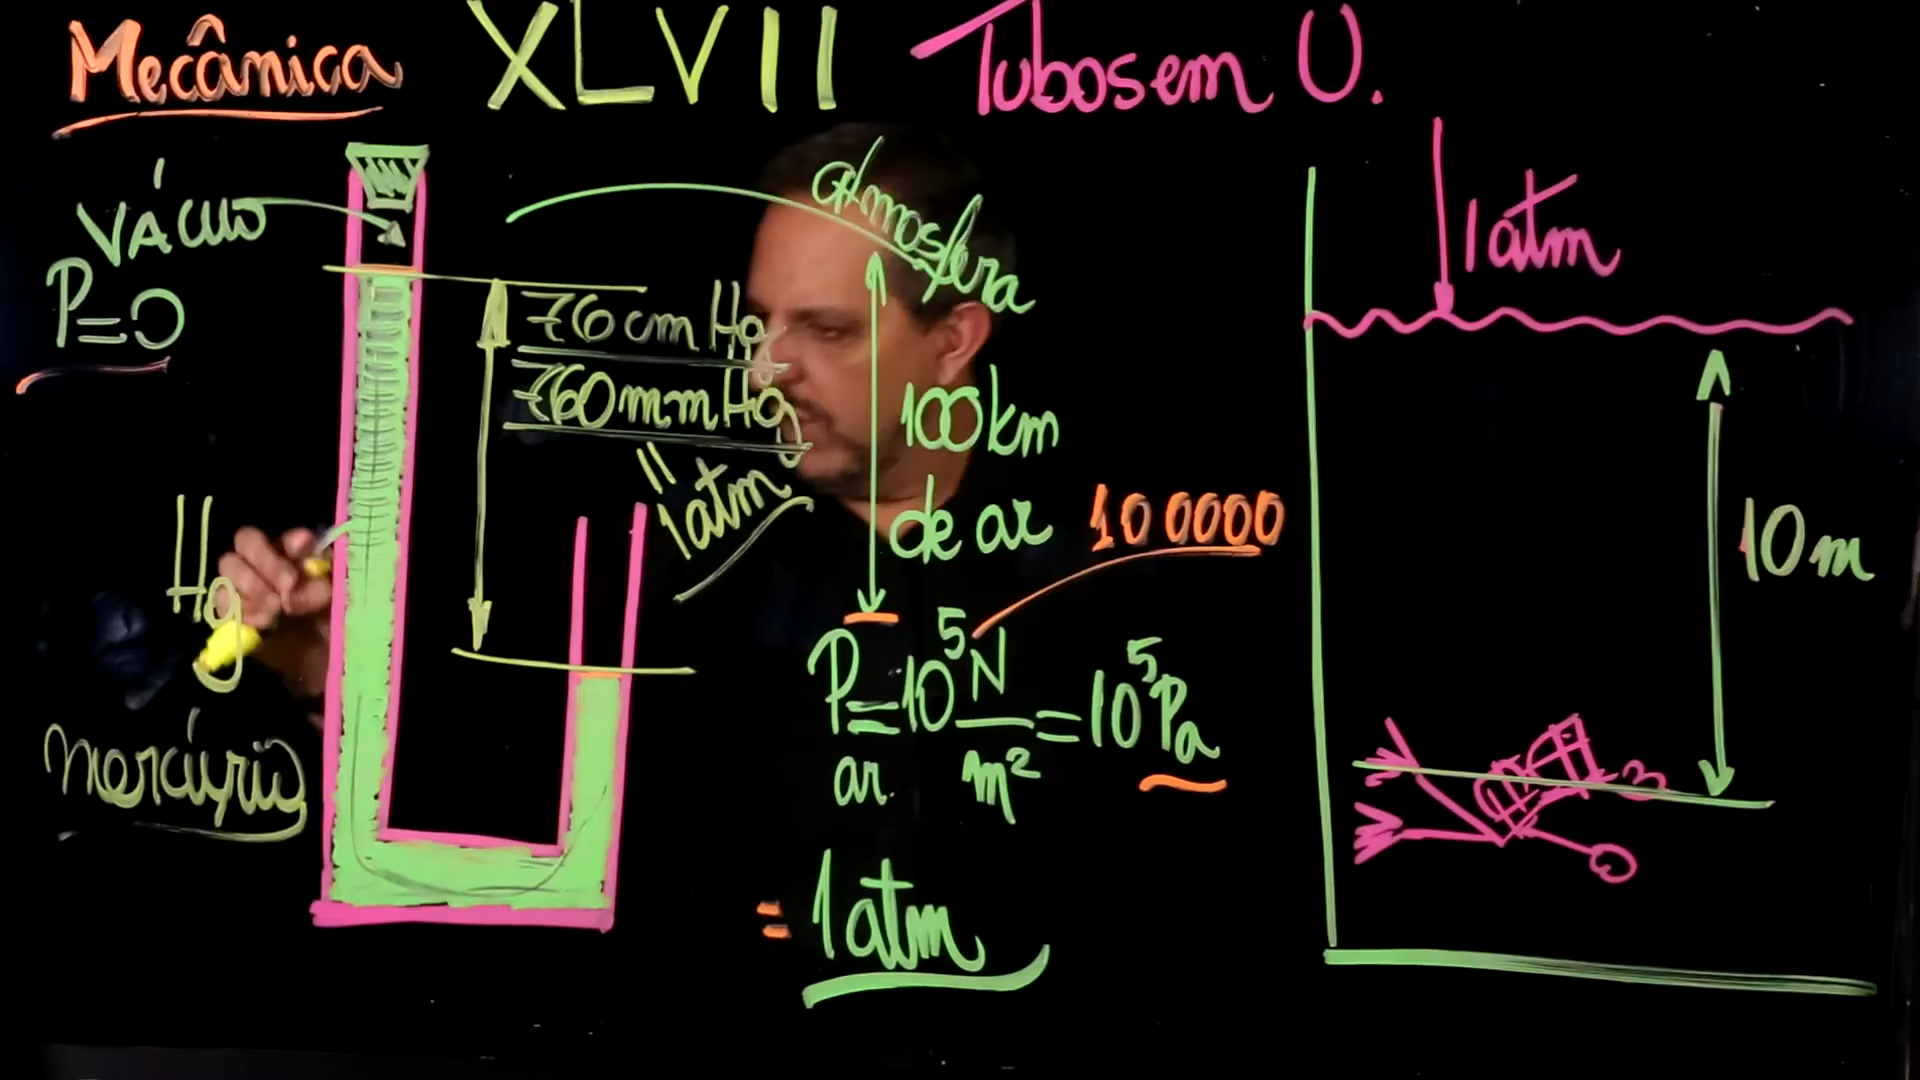 Mecânica XLVII Tubos em U.
VÁCUO
P=0
76 cm Hg
760 mm Hg
"
1 atm
Hg
mercúrio
Atmosfera
100 km
de ar
100000
P = 10⁵ N = 10⁵ Pa
ar. m²
= 1 atm
1 atm
10 m